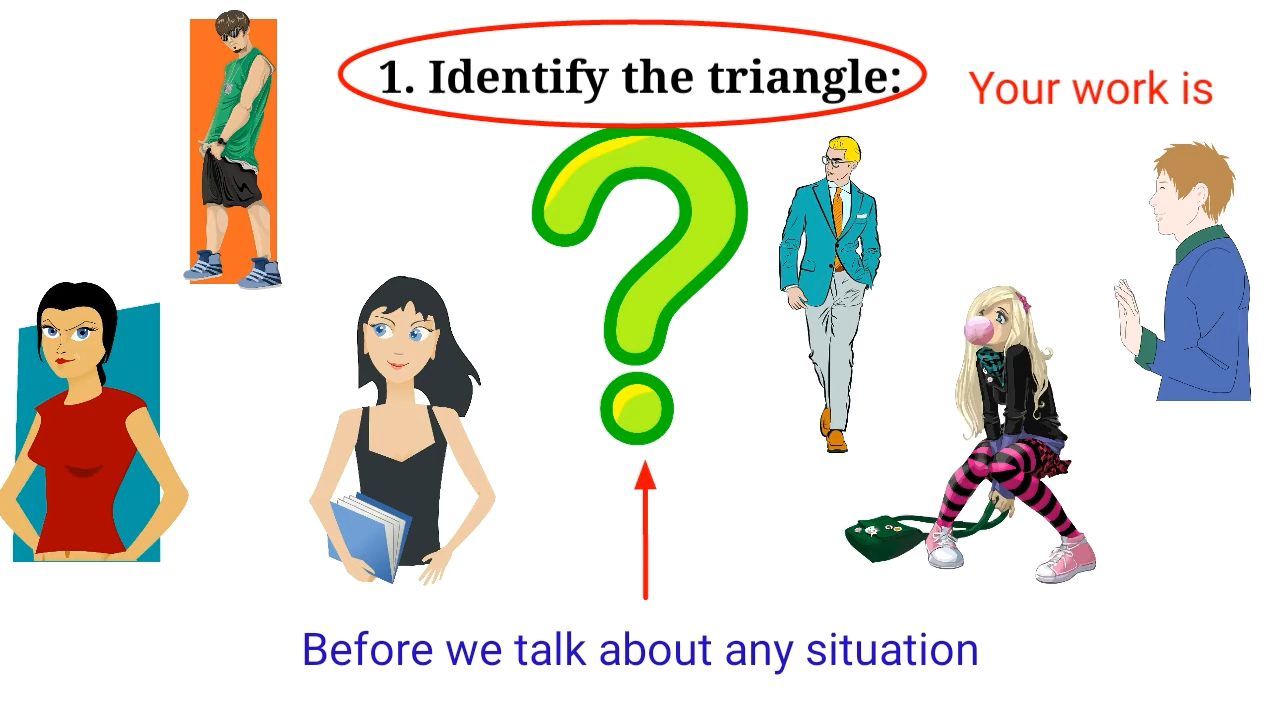 1. Identify the triangle:
Your work is
Before we talk about any situation